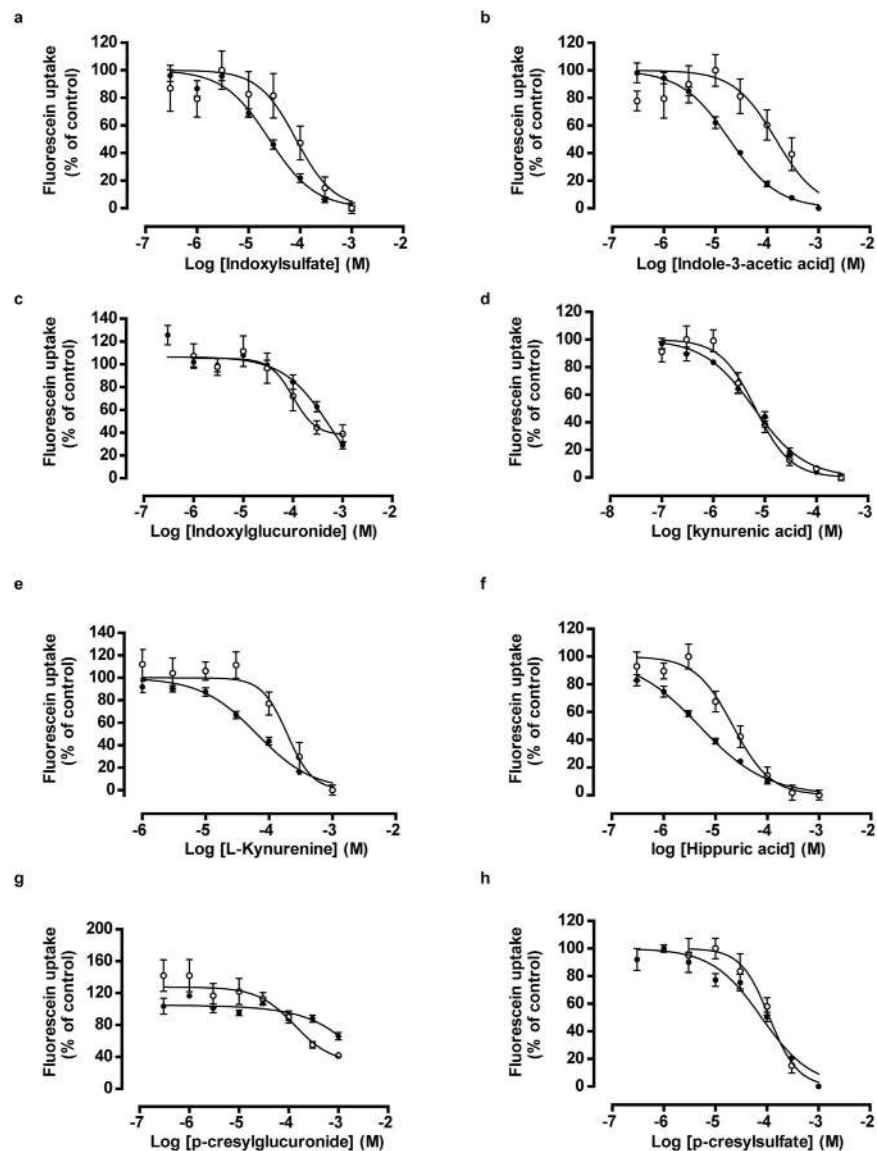 a
Fluorescein uptake
(% of control)
120
100
80
60
40
20
0
-7 -6 -5 -4 -3 -2
Log [Indoxylsulfate] (M)
b
Fluorescein uptake
(% of control)
120
100
80
60
40
20
0
-7 -6 -5 -4 -3 -2
Log [Indole-3-acetic acid] (M)
c
Fluorescein uptake
(% of control)
140
120
100
80
60
40
20
0
-7 -6 -5 -4 -3 -2
Log [Indoxylglucuronide] (M)
d
Fluorescein uptake
(% of control)
120
100
80
60
40
20
0
-8 -7 -6 -5 -4 -3
Log [kynurenic acid] (M)
e
Fluorescein uptake
(% of control)
140
120
100
80
60
40
20
0
-6 -5 -4 -3 -2
Log [L-Kynurenine] (M)
f
Fluorescein uptake
(% of control)
120
100
80
60
40
20
0
-7 -6 -5 -4 -3 -2
log [Hippuric acid] (M)
g
Fluorescein uptake
(% of control)
200
160
120
80
40
0
-7 -6 -5 -4 -3 -2
Log [p-cresylglucuronide] (M)
h
Fluorescein uptake
(% of control)
120
100
80
60
40
20
0
-7 -6 -5 -4 -3 -2
Log [p-cresylsulfate] (M)